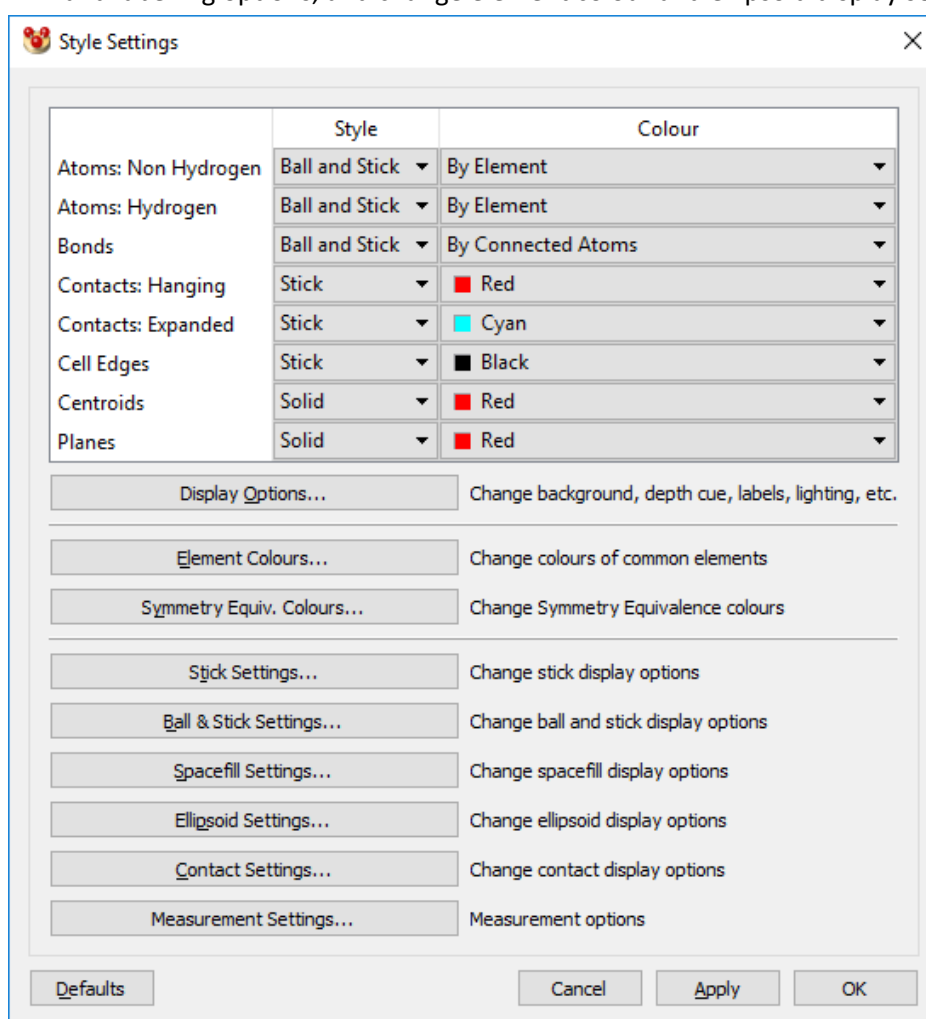 Style Settings
Style Colour
Atoms: Non Hydrogen Ball and Stick By Element
Atoms: Hydrogen Ball and Stick By Element
Bonds Ball and Stick By Connected Atoms
Contacts: Hanging Stick Red
Contacts: Expanded Stick Cyan
Cell Edges Stick Black
Centroids Solid Red
Planes Solid Red
Display Options... Change background, depth cue, labels, lighting, etc.
Element Colours... Change colours of common elements
Symmetry Equiv. Colours... Change Symmetry Equivalence colours
Stick Settings... Change stick display options
Ball & Stick Settings... Change ball and stick display options
Spacefill Settings... Change spacefill display options
Ellipsoid Settings... Change ellipsoid display options
Contact Settings... Change contact display options
Measurement Settings... Measurement options
Defaults Cancel Apply OK